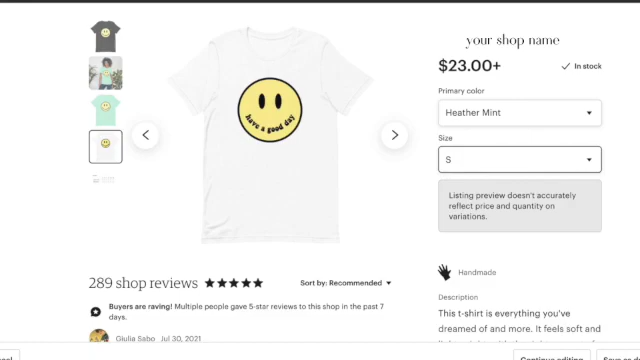 your shop name
$23.00+
In stock
Primary color
Heather Mint
Size
S
Listing preview doesn't accurately
reflect price and quantity on
variations.
have a good day
289 shop reviews
Sort by: Recommended
Buyers are raving! Multiple people gave 5-star reviews to this shop in the past 7
days.
Giulia Sabo Jul 30, 2021
Handmade
Description
This t-shirt is everything you've
dreamed of and more. It feels soft and
Continue editing